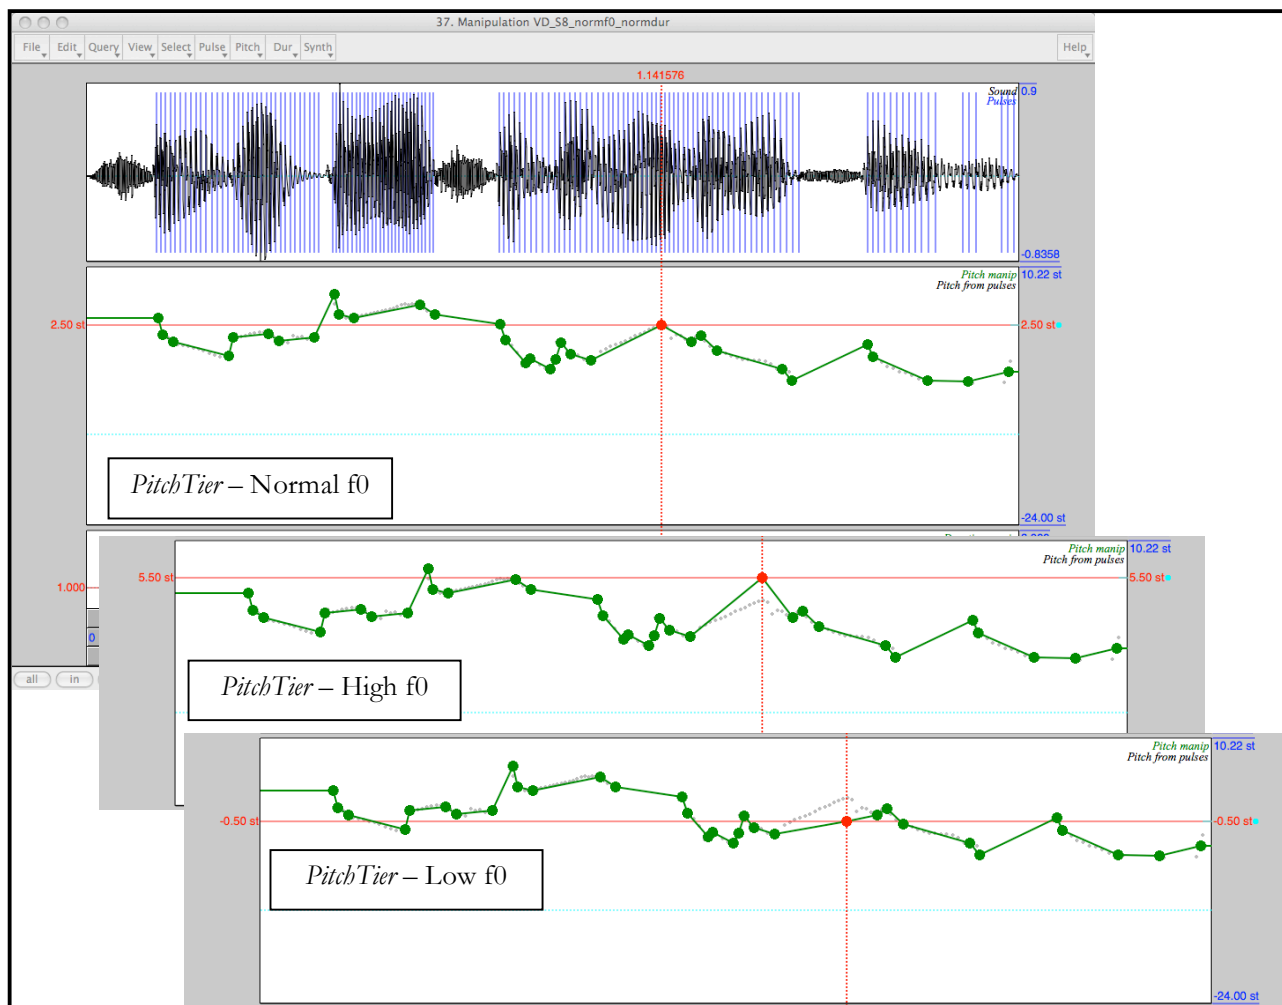 37. Manipulation VD_S8_normf0_normdur
File Edit Query View Select Pulse Pitch Dur Synth Help
1.141576
Sound
Pulses
0.9
-0.8358
Pitch manip
Pitch from pulses
10.22 st
2.50 st
2.50 st
PitchTier – Normal f0
-24.00 st
1.000
0
all in
Pitch manip
Pitch from pulses
10.22 st
5.50 st
5.50 st
PitchTier – High f0
Pitch manip
Pitch from pulses
10.22 st
-0.50 st
-0.50 st
PitchTier – Low f0
-24.00 st